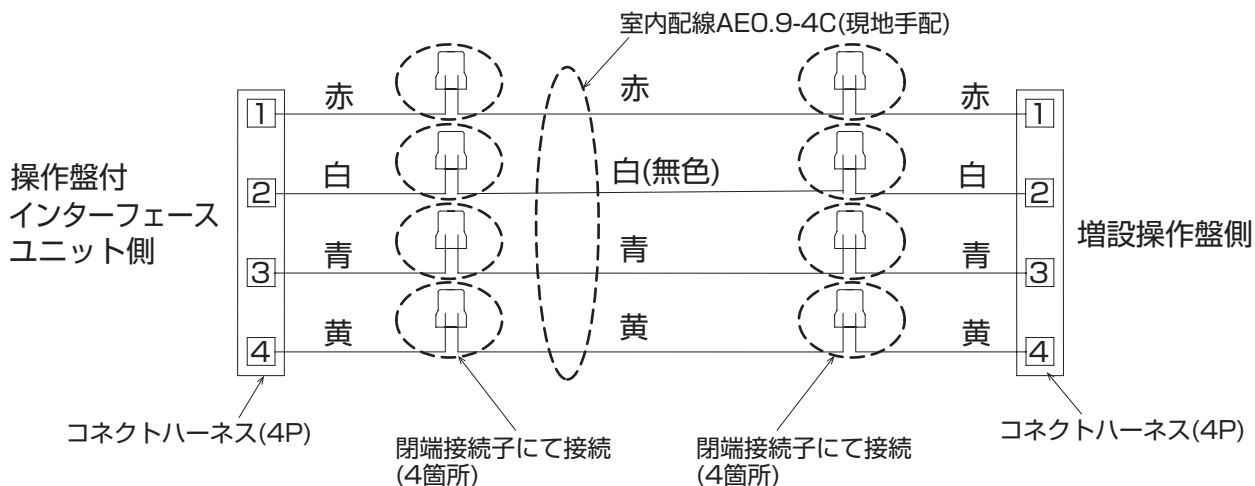 室内配線AE0.9-4C(現地手配)
赤 赤 赤
1 1
白 白(無色) 白
2 2
操作盤付
インターフェース
ユニット側
増設操作盤側
青 青 青
3 3
黄 黄 黄
4 4
コネクトハーネス(4P)
閉端接続子にて接続
(4箇所)
閉端接続子にて接続
(4箇所)
コネクトハーネス(4P)